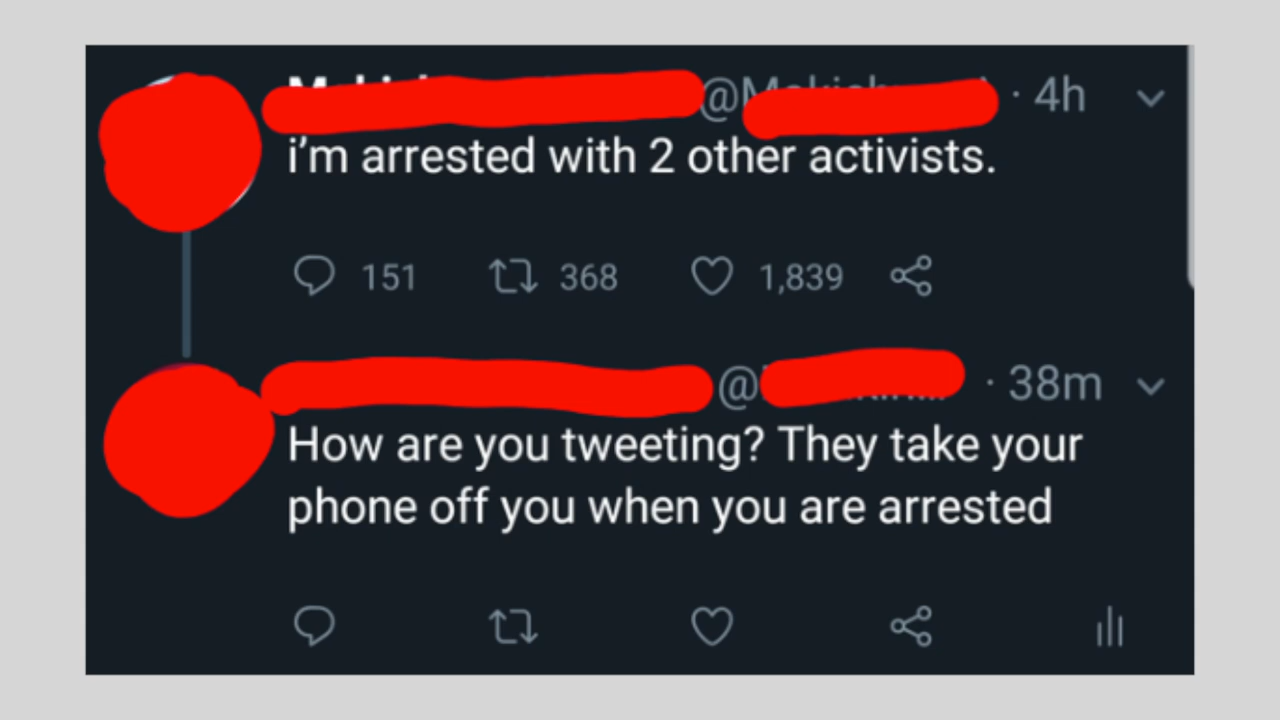 @ · 4h
i’m arrested with 2 other activists.
151 368 1,839
@ · 38m
How are you tweeting? They take your
phone off you when you are arrested